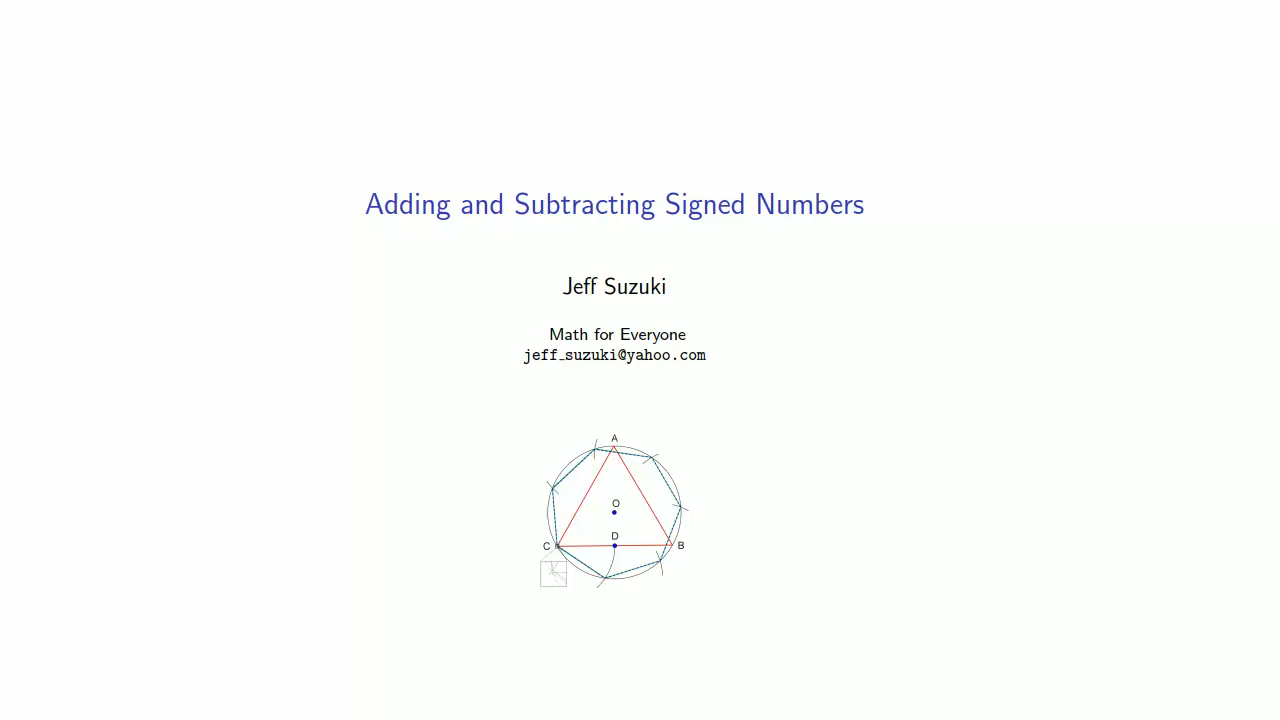 Adding and Subtracting Signed Numbers
Jeff Suzuki
Math for Everyone
jeff_suzuki@yahoo.com
A
O
D
C
B